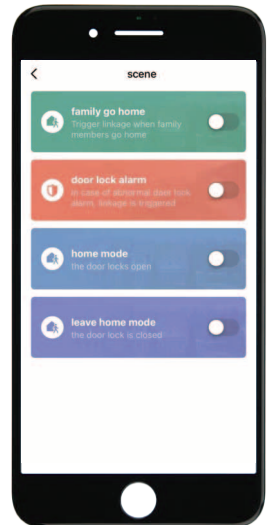 scene
family go home
Trigger linkage when family
members go home
door lock alarm
in case of abnormal door lock
alarm, linkage is triggered
home mode
the door locks open
leave home mode
the door lock is closed